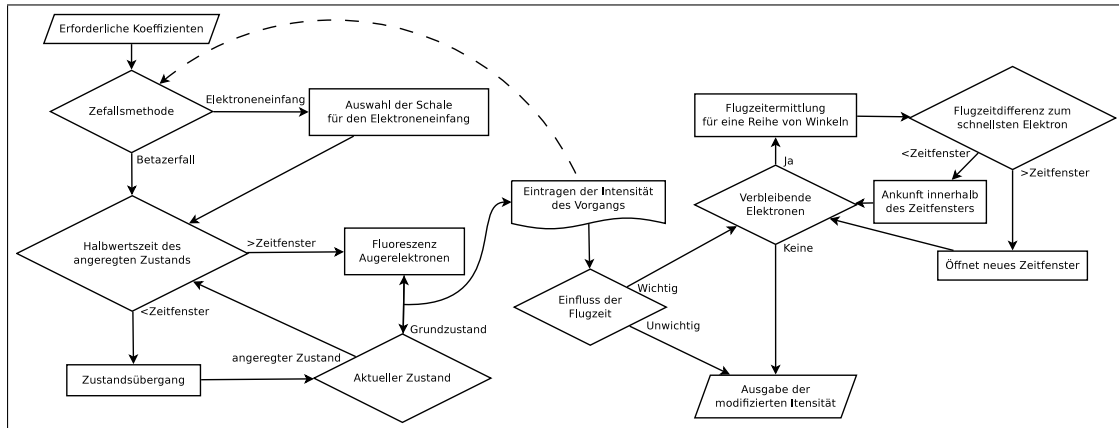 Erforderliche Koeffizienten
Zefallsmethode
Elektroneneinfang
Auswahl der Schale
für den Elektroneneinfang
Betazerfall
Halbwertszeit des
angeregten Zustands
>Zeitfenster
Fluoreszenz
Augerelektronen
<Zeitfenster
Grundzustand
angeregter Zustand
Zustandsübergang
Aktueller Zustand
Eintragen der Intensität
des Vorgangs
Einfluss der
Flugzeit
Wichtig
Unwichtig
Flugzeitermittlung
für eine Reihe von Winkeln
Flugzeitdifferenz zum
schnellsten Elektron
Ja
<Zeitfenster
>Zeitfenster
Verbleibende
Elektronen
Ankunft innerhalb
des Zeitfensters
Keine
Öffnet neues Zeitfenster
Ausgabe der
modifizierten Itensität